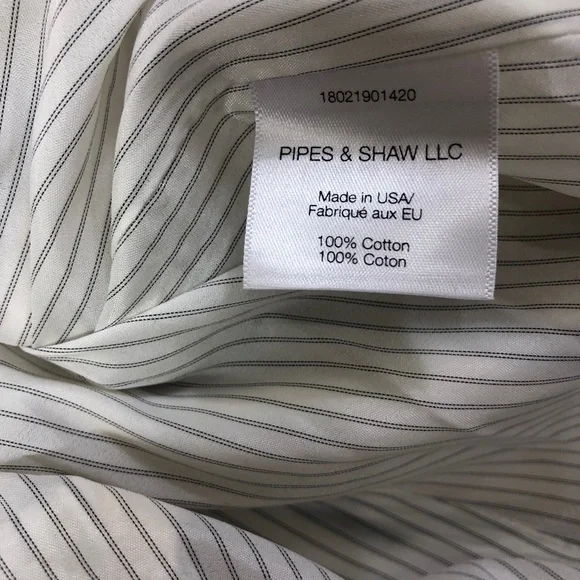 18021901420
PIPES & SHAW LLC
Made in USA/
Fabriqué aux EU
100% Cotton
100% Coton